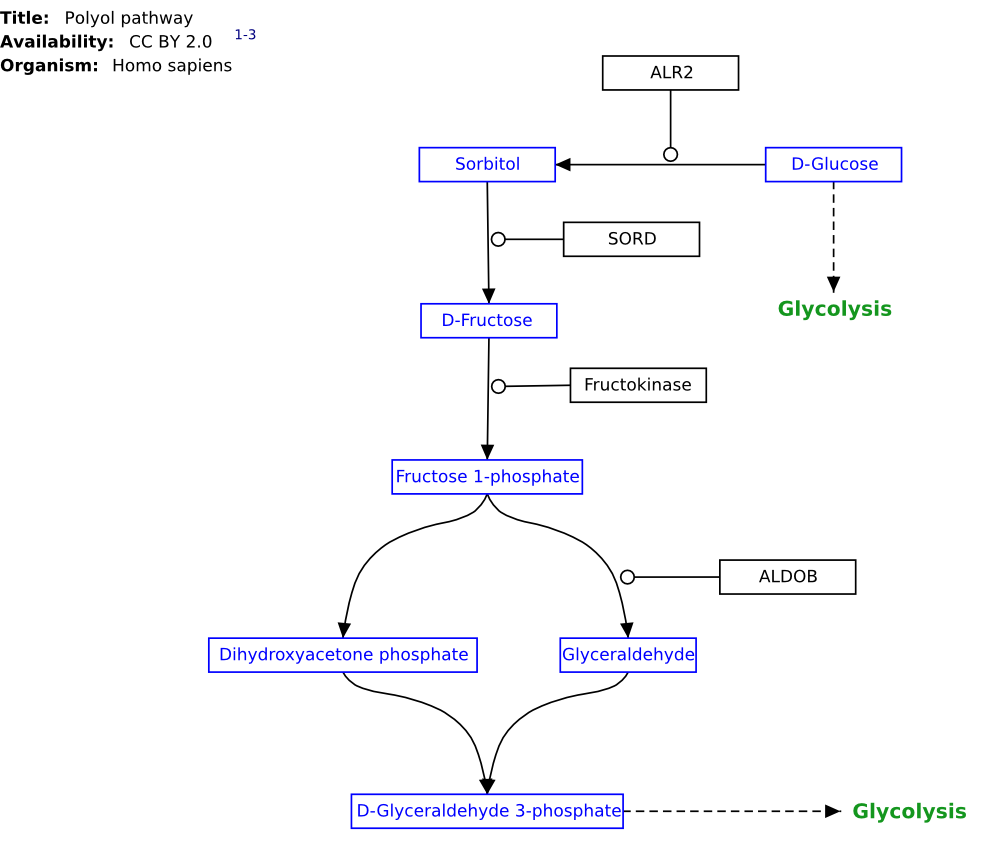 Title: Polyol pathway
Availability: CC BY 2.0 1-3
Organism: Homo sapiens
ALR2
Sorbitol
D-Glucose
SORD
Glycolysis
D-Fructose
Fructokinase
Fructose 1-phosphate
ALDOB
Dihydroxyacetone phosphate
Glyceraldehyde
D-Glyceraldehyde 3-phosphate
Glycolysis